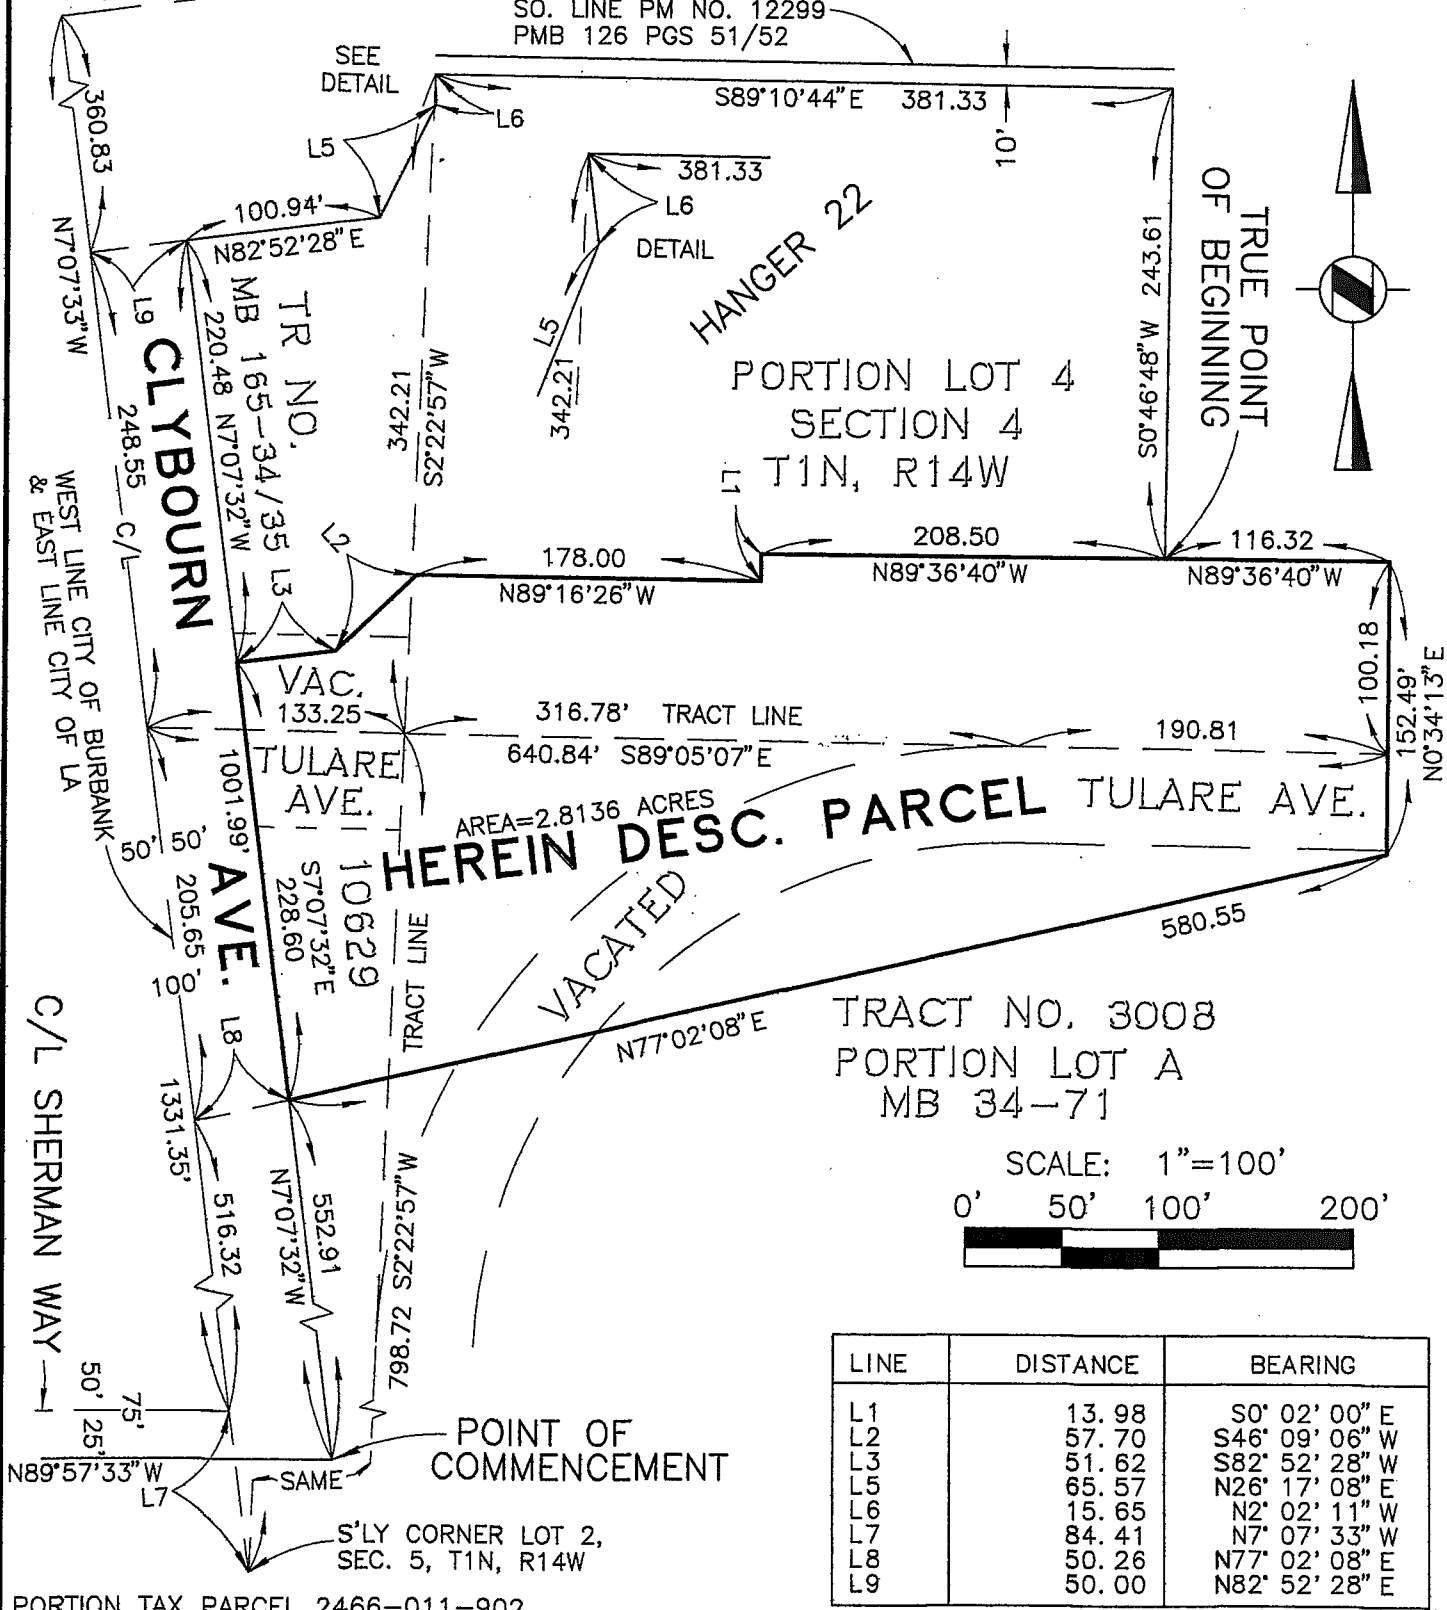 SO. LINE PM NO. 12299
PMB 126 PGS 51/52
SEE
DETAIL
S89°10'44"E 381.33
L6
L5
10'
360.83
381.33
L6
DETAIL
L5
342.21
HANGER 22
TRUE POINT
OF BEGINNING
S0°46'48"W 243.61
100.94'
N82°52'28"E
N7°07'33"W
L9
248.55
C/L
CLYBOURN
AVE.
220.48 N7°07'32"W
TR NO.
MB 165-34/35
10629
342.21
S2°22'57"W
PORTION LOT 4
SECTION 4
T1N, R14W
L1
L2
L3
178.00
N89°16'26"W
208.50
N89°36'40"W
116.32
N89°36'40"W
WEST LINE CITY OF BURBANK
& EAST LINE CITY OF LA
VAC.
133.25
TULARE
AVE.
316.78' TRACT LINE
640.84' S89°05'07"E
190.81
100.18
152.49'
N0°34'13"E
TULARE AVE.
AREA=2.8136 ACRES
HEREIN DESC. PARCEL
1001.99'
50' 50'
205.65
100'
S7°07'32"E
228.60
TRACT LINE
VACATED
580.55
N77°02'08"E
L8
TRACT NO. 3008
PORTION LOT A
MB 34-71
C/L SHERMAN WAY
1331.35'
516.32
N7°07'32"W
552.91
798.72 S2°22'57"W
SCALE: 1"=100'
0' 50' 100' 200'
50'
75'
25'
N89°57'33"W
L7
SAME
POINT OF
COMMENCEMENT
S'LY CORNER LOT 2,
SEC. 5, T1N, R14W
LINE DISTANCE BEARING
L1 13.98 S0° 02' 00" E
L2 57.70 S46° 09' 06" W
L3 51.62 S82° 52' 28" W
L5 65.57 N26° 17' 08" E
L6 15.65 N2° 02' 11" W
L7 84.41 N7° 07' 33" W
L8 50.26 N77° 02' 08" E
L9 50.00 N82° 52' 28" E
PORTION TAX PARCEL 2466-011-902